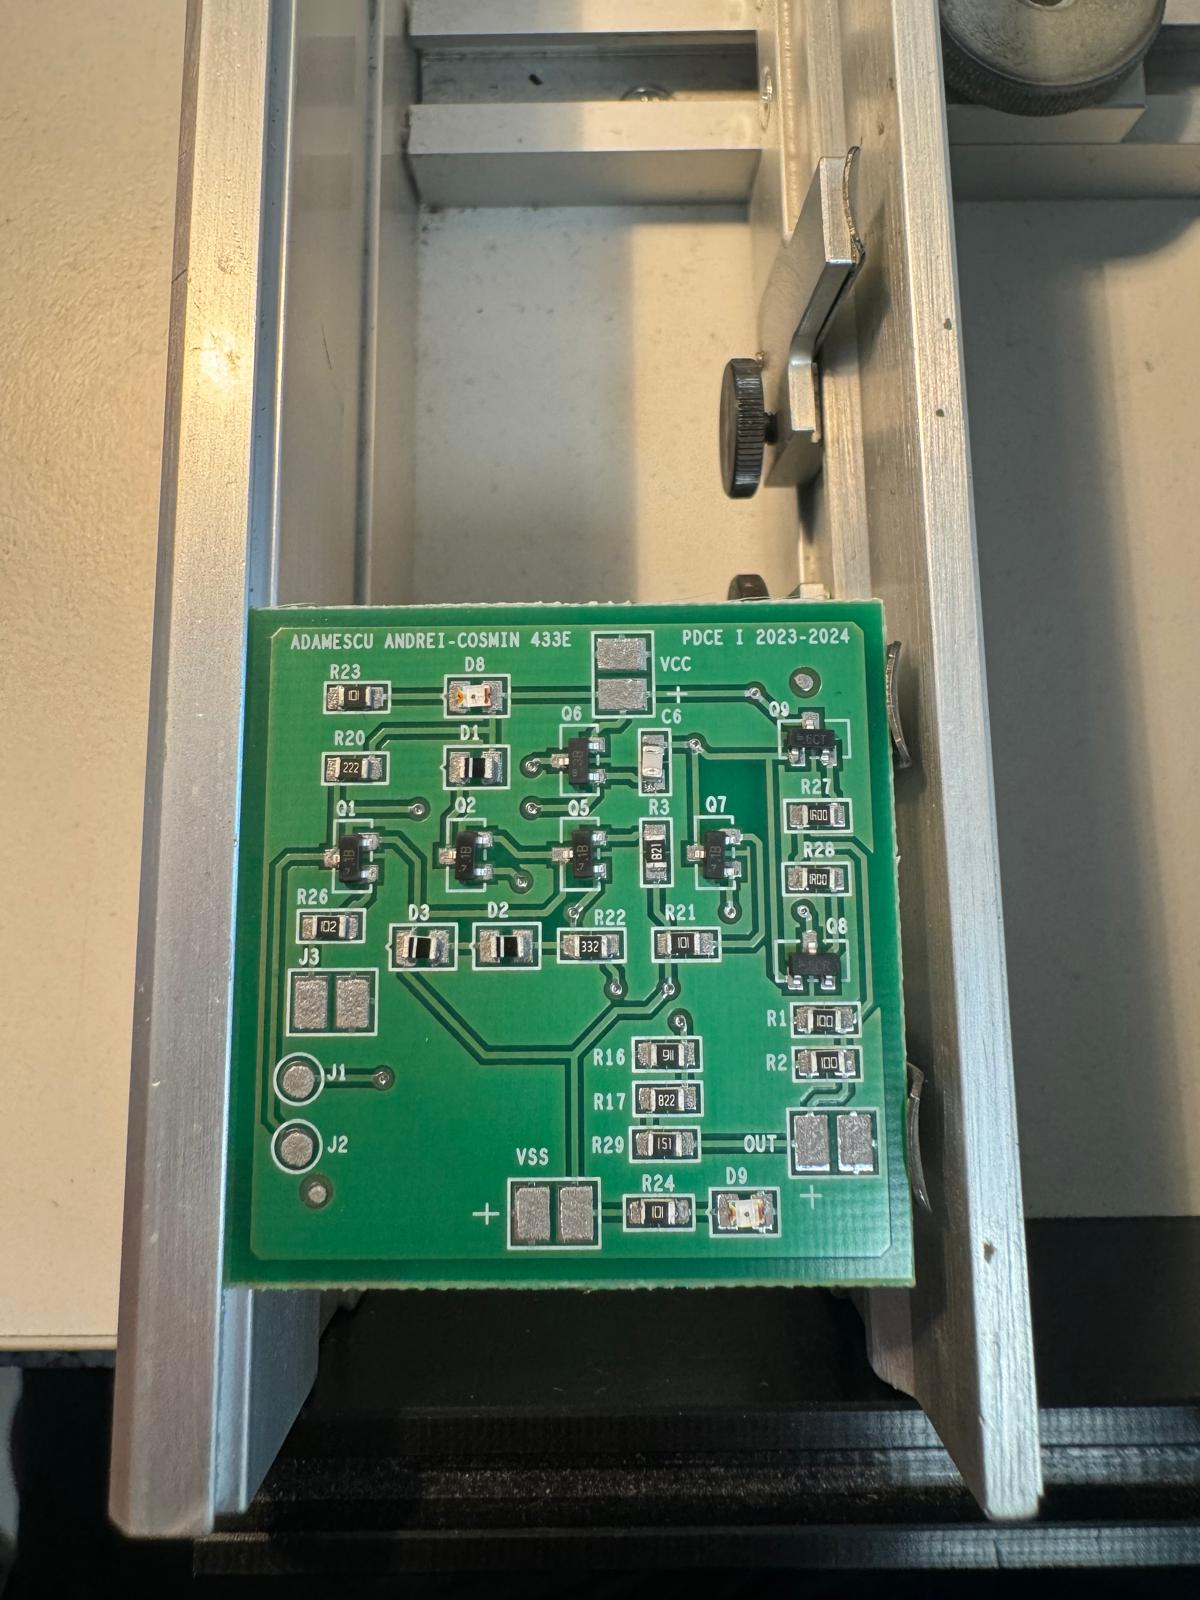 ADAMESCU ANDREI-COSMIN 433E
PDCE I 2023-2024
VCC
+
R23
101
D8
Q6
C6
Q9
6CT
R20
222
D1
3B
R27
1R00
Q1
1B
Q2
1B
Q5
1B
R3
821
Q7
1B
R28
1R00
R26
102
D3
D2
R22
332
R21
101
Q8
J3
R1
100
R16
911
R2
100
J1
R17
822
J2
R29
151
OUT
+
VSS
+
R24
101
D9